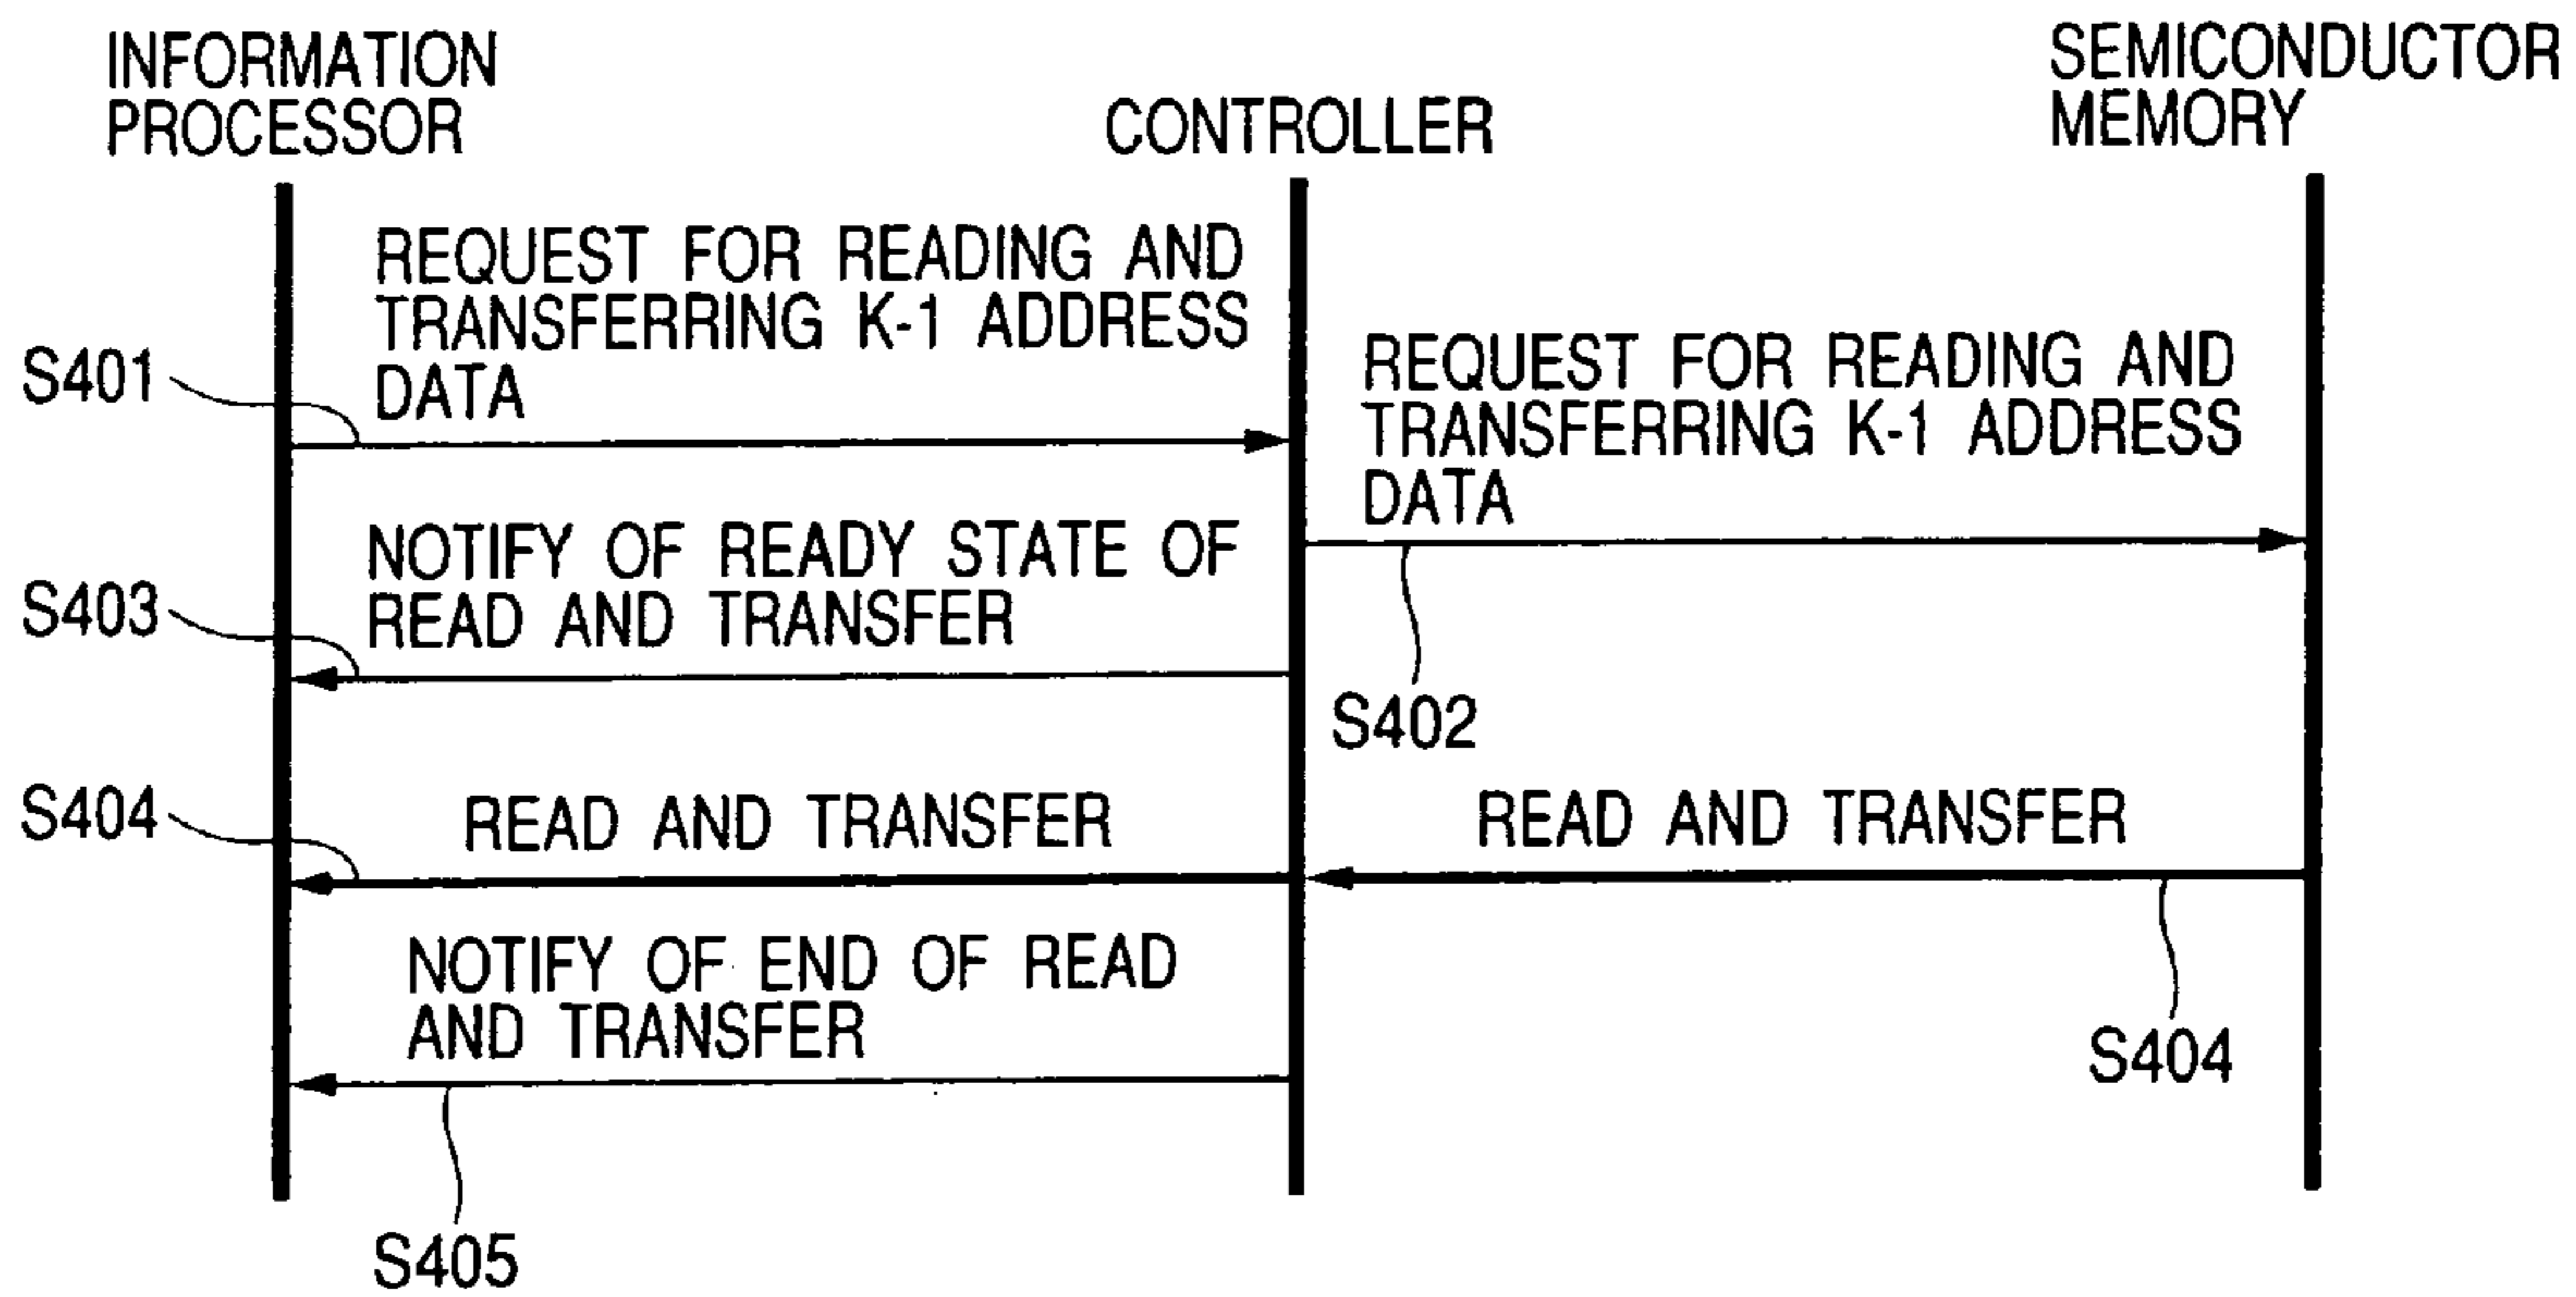 INFORMATION
PROCESSOR
CONTROLLER
SEMICONDUCTOR
MEMORY
REQUEST FOR READING AND
TRANSFERRING K-1 ADDRESS
DATA
S401
REQUEST FOR READING AND
TRANSFERRING K-1 ADDRESS
DATA
S402
NOTIFY OF READY STATE OF
READ AND TRANSFER
S403
READ AND TRANSFER
S404
READ AND TRANSFER
S404
NOTIFY OF END OF READ
AND TRANSFER
S405